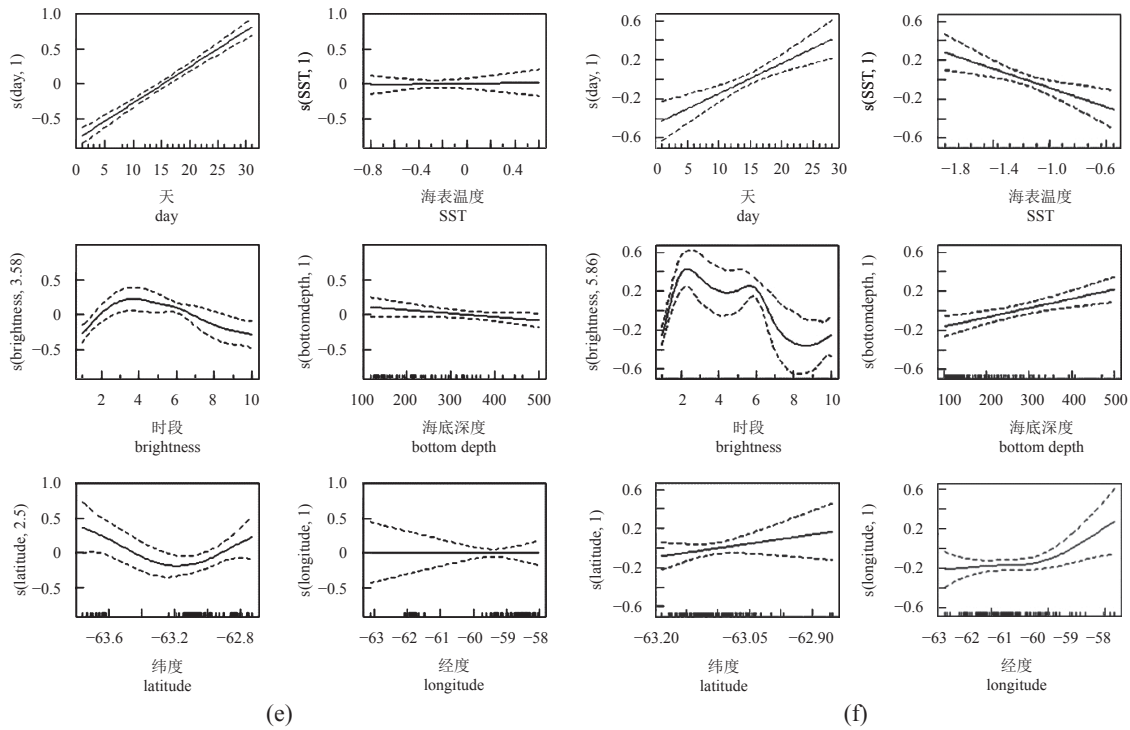 s(day, 1)
1.0
0.5
0
−0.5
0 5 10 15 20 25 30
天
day
s(SST, 1)
1.0
0.5
0
−0.5
−0.8 −0.4 0 0.4
海表温度
SST
s(day, 1)
0.6
0.2
−0.2
−0.6
0 5 10 15 20 25 30
天
day
s(SST, 1)
0.6
0.2
−0.2
−0.6
−1.8 −1.4 −1.0 −0.6
海表温度
SST
s(brightness, 3.58)
0.5
0
−0.5
2 4 6 8 10
时段
brightness
s(bottomdepth, 1)
0.5
0
−0.5
100 200 300 400 500
海底深度
bottom depth
s(brightness, 5.86)
0.6
0.2
−0.2
−0.6
2 4 6 8 10
时段
brightness
s(bottomdepth, 1)
0.6
0.2
−0.2
−0.6
100 200 300 400 500
海底深度
bottom depth
s(latitude, 2.5)
1.0
0.5
0
−0.5
−63.6 −63.2 −62.8
纬度
latitude
s(longitude, 1)
1.0
0.5
0
−0.5
−63 −62 −61 −60 −59 −58
经度
longitude
s(latitude, 1)
0.6
0.2
−0.2
−0.6
−63.20 −63.05 −62.90
纬度
latitude
s(longitude, 1)
0.6
0.2
−0.2
−0.6
−63 −62 −61 −60 −59 −58
经度
longitude
(e)
(f)